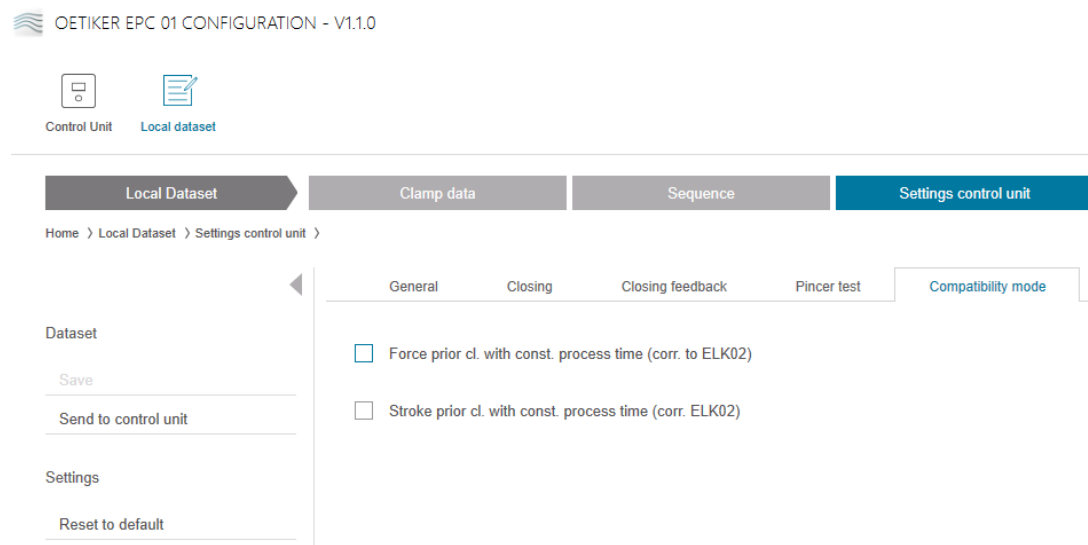 OETIKER EPC 01 CONFIGURATION - V1.1.0
Control Unit Local dataset
Local Dataset Clamp data Sequence Settings control unit
Home > Local Dataset > Settings control unit >
General Closing Closing feedback Pincer test Compatibility mode
Dataset
Force prior cl. with const. process time (corr. to ELK02)
Save
Stroke prior cl. with const. process time (corr. ELK02)
Send to control unit
Settings
Reset to default